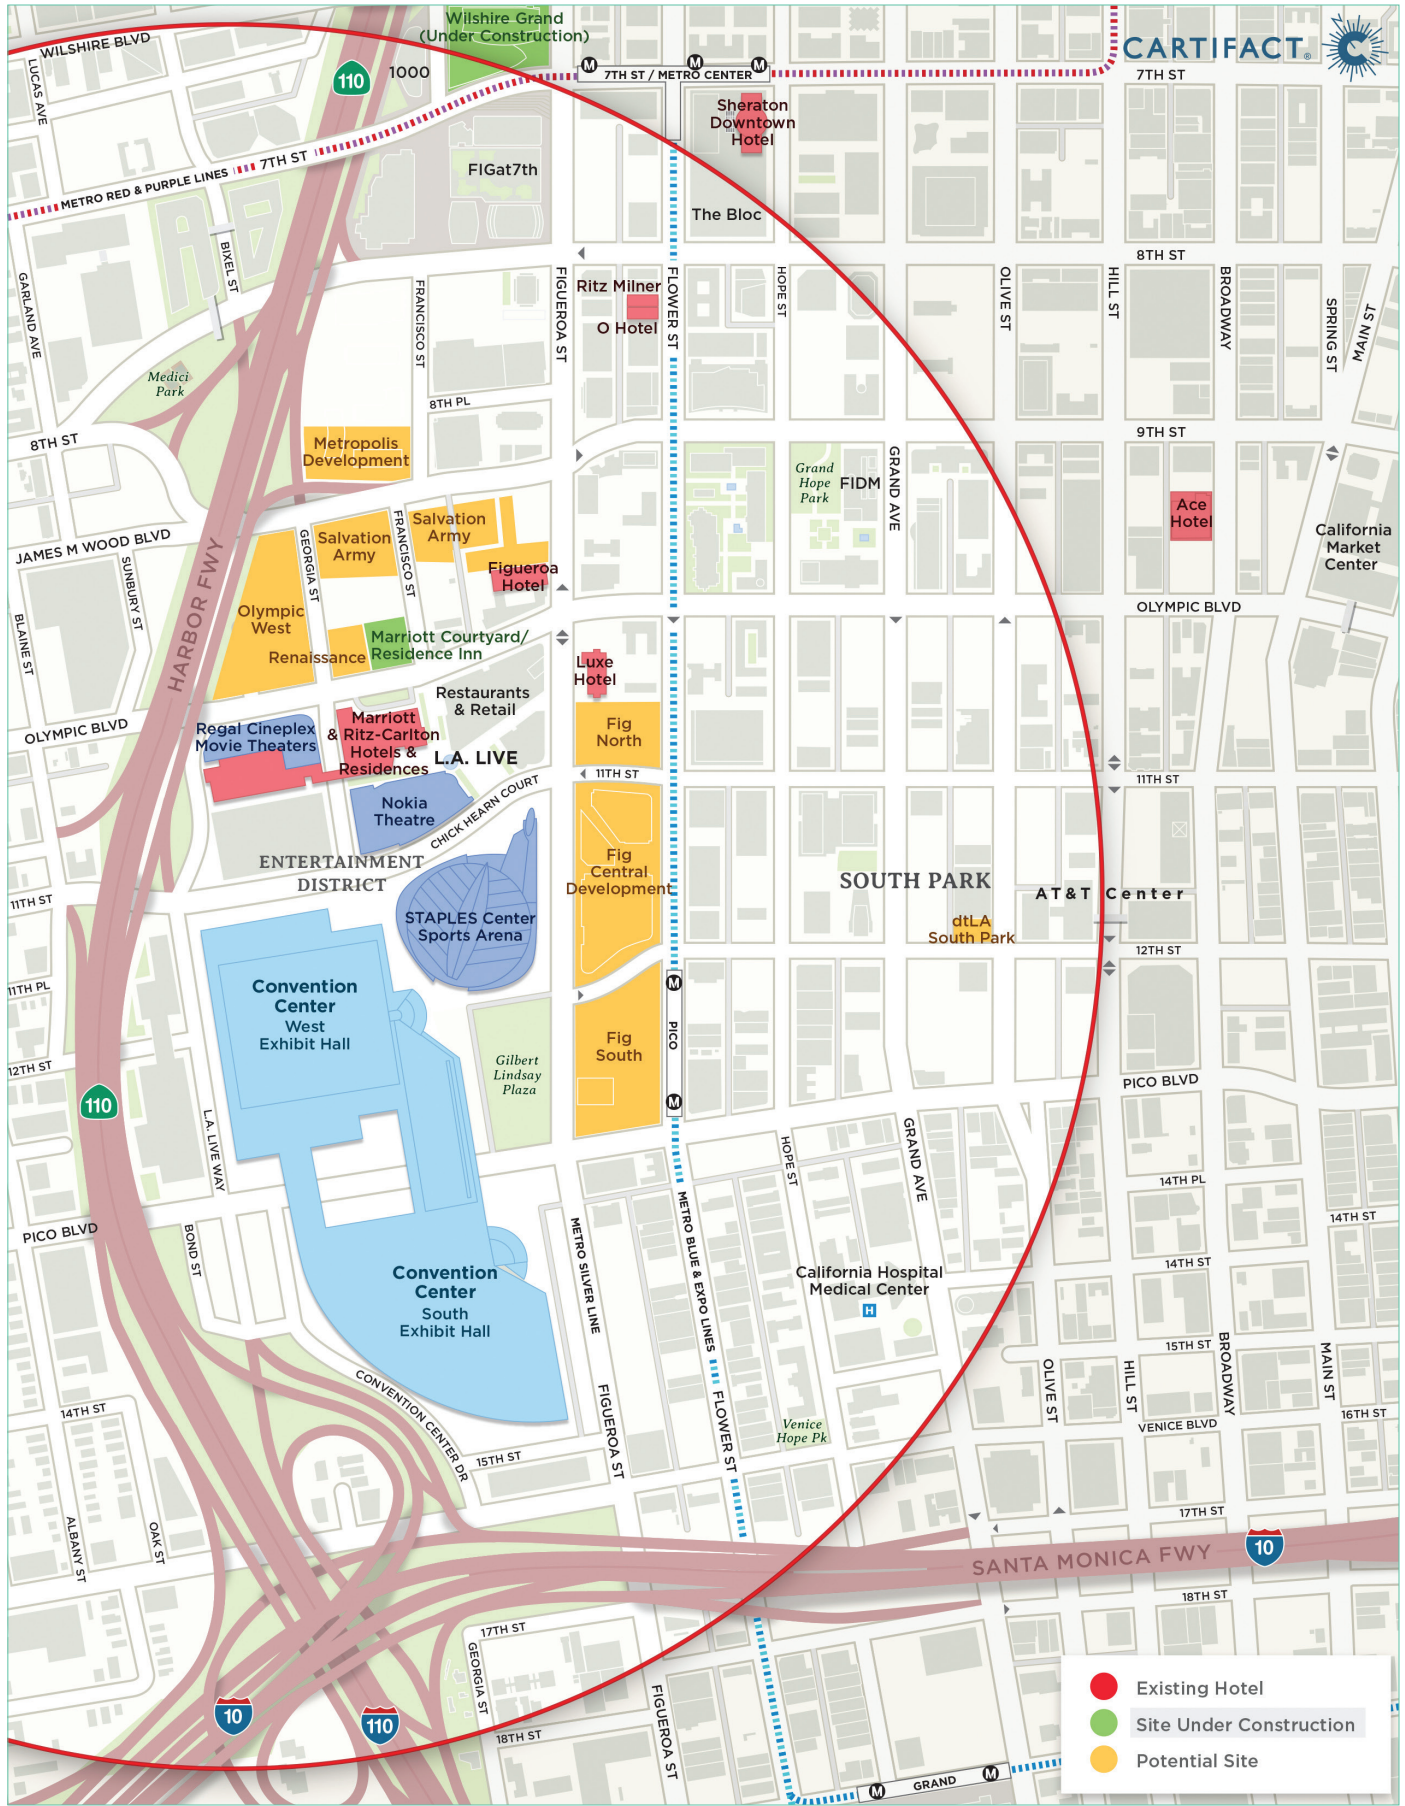 Wilshire Grand
(Under Construction)
WILSHIRE BLVD
110
1000
M
M
M
7TH ST / METRO CENTER
CARTIFACT®
7TH ST
LUCAS AVE
Sheraton
Downtown
Hotel
7TH ST
METRO RED & PURPLE LINES
FIGat7th
The Bloc
BIXEL ST
8TH ST
GARLAND AVE
FRANCISCO ST
FIGUEROA ST
Ritz Milner
O Hotel
FLOWER ST
HOPE ST
OLIVE ST
HILL ST
BROADWAY
SPRING ST
MAIN ST
Medici
Park
8TH PL
8TH ST
9TH ST
Metropolis
Development
Grand
Hope
Park
FIDM
GRAND AVE
Ace
Hotel
California
Market
Center
JAMES M WOOD BLVD
SUNBURY ST
HARBOR FWY
GEORGIA ST
Salvation
Army
FRANCISCO ST
Salvation
Army
Figueroa
Hotel
OLYMPIC BLVD
BLAINE ST
Olympic
West
Renaissance
Marriott Courtyard/
Residence Inn
Luxe
Hotel
Restaurants
& Retail
OLYMPIC BLVD
Regal Cineplex
Movie Theaters
Marriott
& Ritz-Carlton
Hotels &
Residences
L.A. LIVE
Fig
North
11TH ST
11TH ST
Nokia
Theatre
CHICK HEARN COURT
ENTERTAINMENT
DISTRICT
Fig
Central
Development
SOUTH PARK
AT&T Center
11TH ST
STAPLES Center
Sports Arena
dtLA
South Park
12TH ST
11TH PL
Convention
Center
West
Exhibit Hall
M
PICO
M
Fig
South
Gilbert
Lindsay
Plaza
12TH ST
PICO BLVD
110
L.A. LIVE WAY
HOPE ST
GRAND AVE
14TH PL
14TH ST
PICO BLVD
BOND ST
METRO SILVER LINE
METRO BLUE & EXPO LINES
California Hospital
Medical Center
H
14TH ST
Convention
Center
South
Exhibit Hall
15TH ST
BROADWAY
MAIN ST
OLIVE ST
HILL ST
CONVENTION CENTER DR
FIGUEROA ST
FLOWER ST
14TH ST
16TH ST
Venice
Hope Pk
VENICE BLVD
15TH ST
17TH ST
ALBANY ST
OAK ST
SANTA MONICA FWY
10
18TH ST
17TH ST
GEORGIA ST
FIGUEROA ST
10
110
18TH ST
Existing Hotel
Site Under Construction
Potential Site
M
GRAND
M